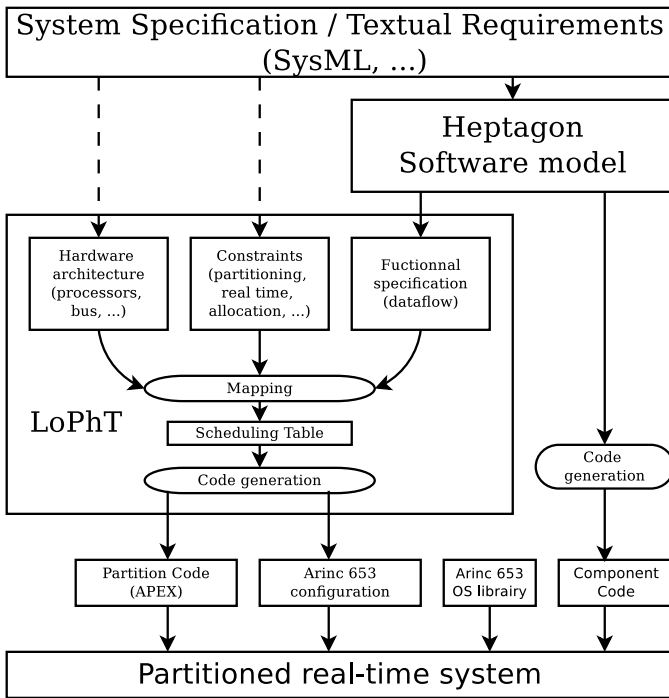 System Specification / Textual Requirements
(SysML, ...)
Heptagon
Software model
Hardware
architecture
(processors,
bus, ...)
Constraints
(partitioning,
real time,
allocation, ...)
Fuctionnal
specification
(dataflow)
Mapping
LoPhT
Scheduling Table
Code generation
Code
generation
Partition Code
(APEX)
Arinc 653
configuration
Arinc 653
OS librairy
Component
Code
Partitioned real-time system